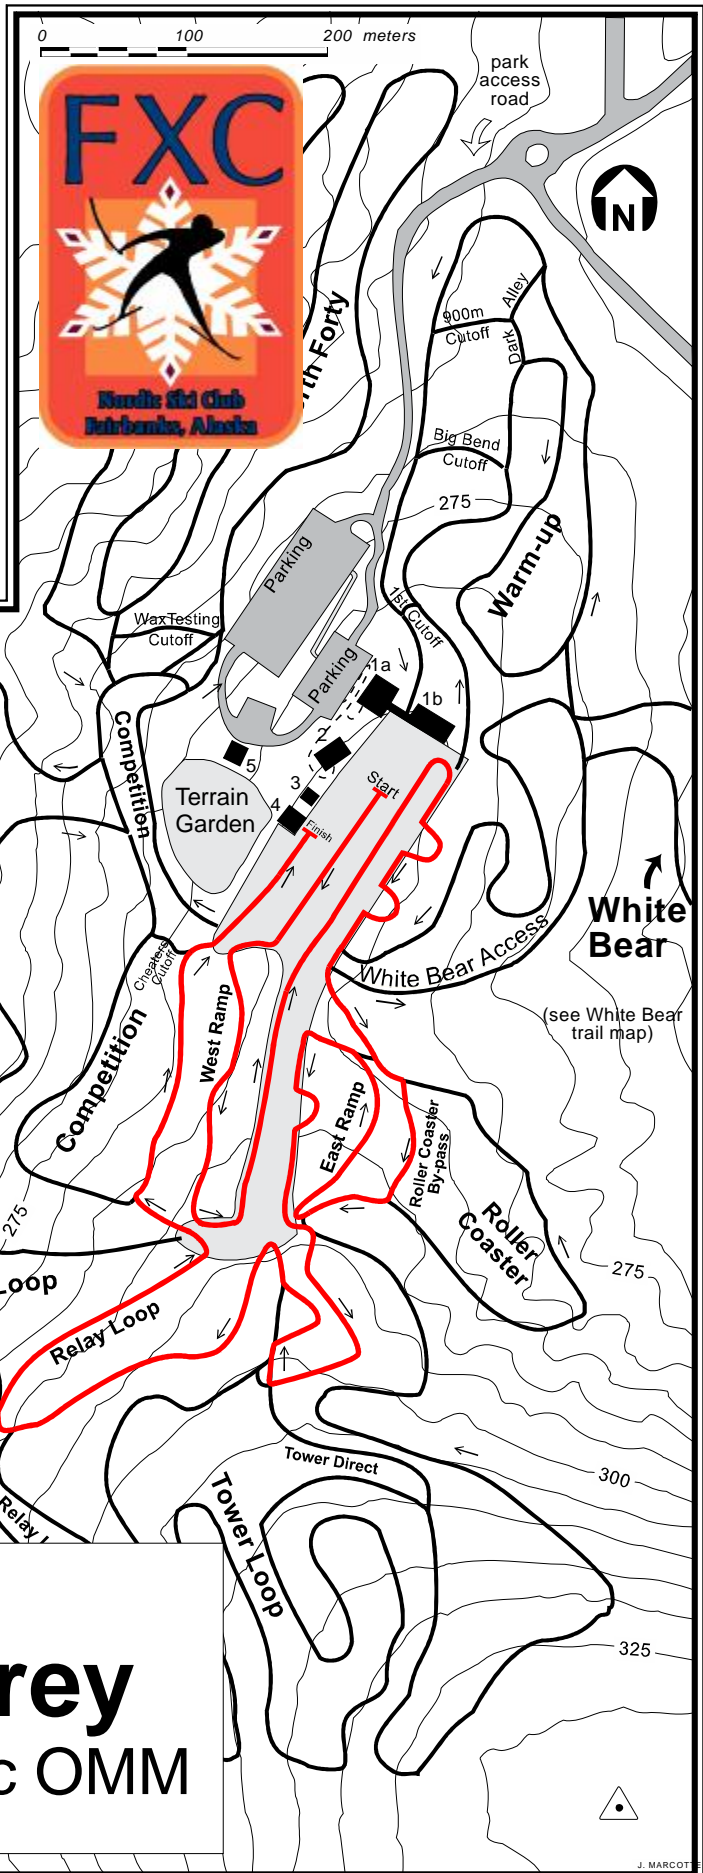 0 100 200 meters
park
access
road
FXC
Nordic Ski Club
Fairbanks, Alaska
N
rth Forty
900m
Cutoff
Dark Alley
Big Bend
Cutoff
275
Parking
Warm-up
1st Cutoff
WaxTesting
Cutoff
Parking
1a
1b
2
3
4
5
Competition
Terrain
Garden
Start
Finish
White
Bear
White Bear Access
(see White Bear
trail map)
Cheaters
Cutoff
West Ramp
Competition
East Ramp
Roller Coaster
By-pass
Roller
Coaster
275
275
Loop
Relay Loop
Tower Direct
300
Tower Loop
Relay L
325
rey
c OMM
J. MARCOTTE